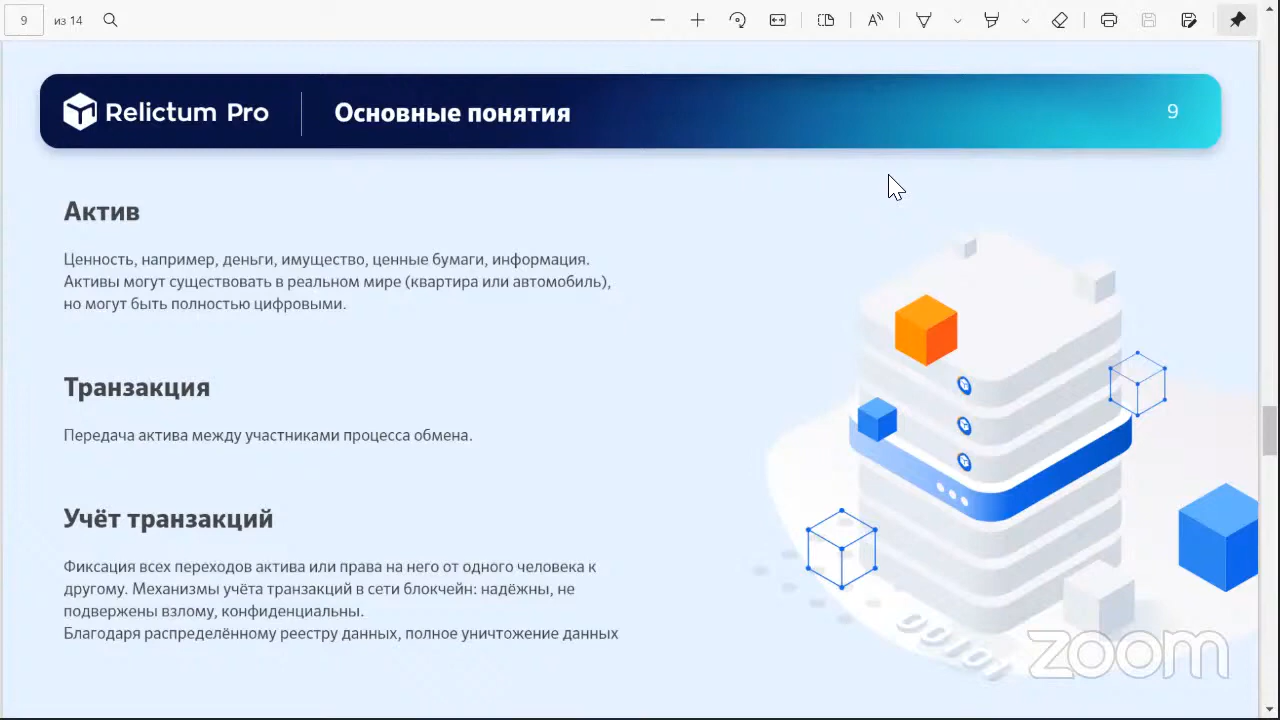 9 из 14
Relictum Pro
Основные понятия
9
Актив
Ценность, например, деньги, имущество, ценные бумаги, информация.
Активы могут существовать в реальном мире (квартира или автомобиль),
но могут быть полностью цифровыми.
Транзакция
Передача актива между участниками процесса обмена.
Учёт транзакций
Фиксация всех переходов актива или права на него от одного человека к
другому. Механизмы учёта транзакций в сети блокчейн: надёжны, не
подвержены взлому, конфиденциальны.
Благодаря распределённому реестру данных, полное уничтожение данных
00101
zoom